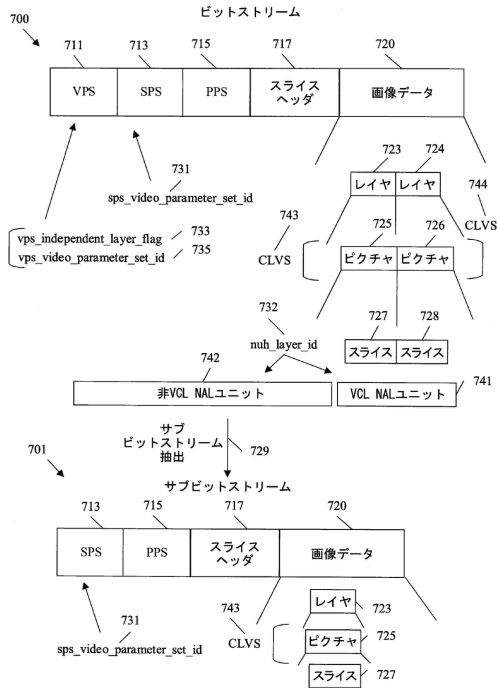 ビットストリーム
700
711
713
715
717
720
VPS
SPS
PPS
スライス
ヘッダ
画像データ
723
724
レイヤ
レイヤ
744
CLVS
731
sps_video_parameter_set_id
743
CLVS
725
726
ピクチャ
ピクチャ
vps_independent_layer_flag
733
vps_video_parameter_set_id
735
732
nuh_layer_id
727
728
スライス
スライス
742
741
非VCL NALユニット
VCL NALユニット
サブ
ビットストリーム
抽出
729
701
サブビットストリーム
713
715
717
720
SPS
PPS
スライス
ヘッダ
画像データ
731
sps_video_parameter_set_id
743
CLVS
レイヤ
723
ピクチャ
725
スライス
727